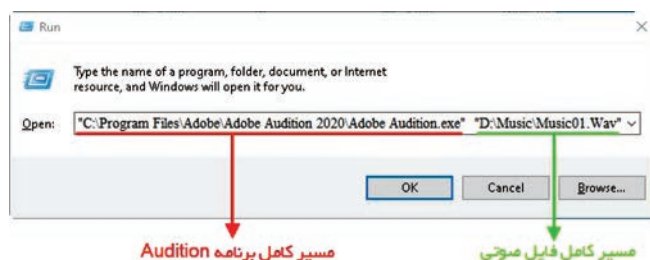 Run
Type the name of a program, folder, document, or Internet
resource, and Windows will open it for you.
Open: "C:\Program Files\Adobe\Adobe Audition 2020\Adobe Audition.exe" "D:\Music\Music01.Wav"
OK Cancel Browse...
مسیر کامل برنامه Audition
مسیر کامل فایل صوتی